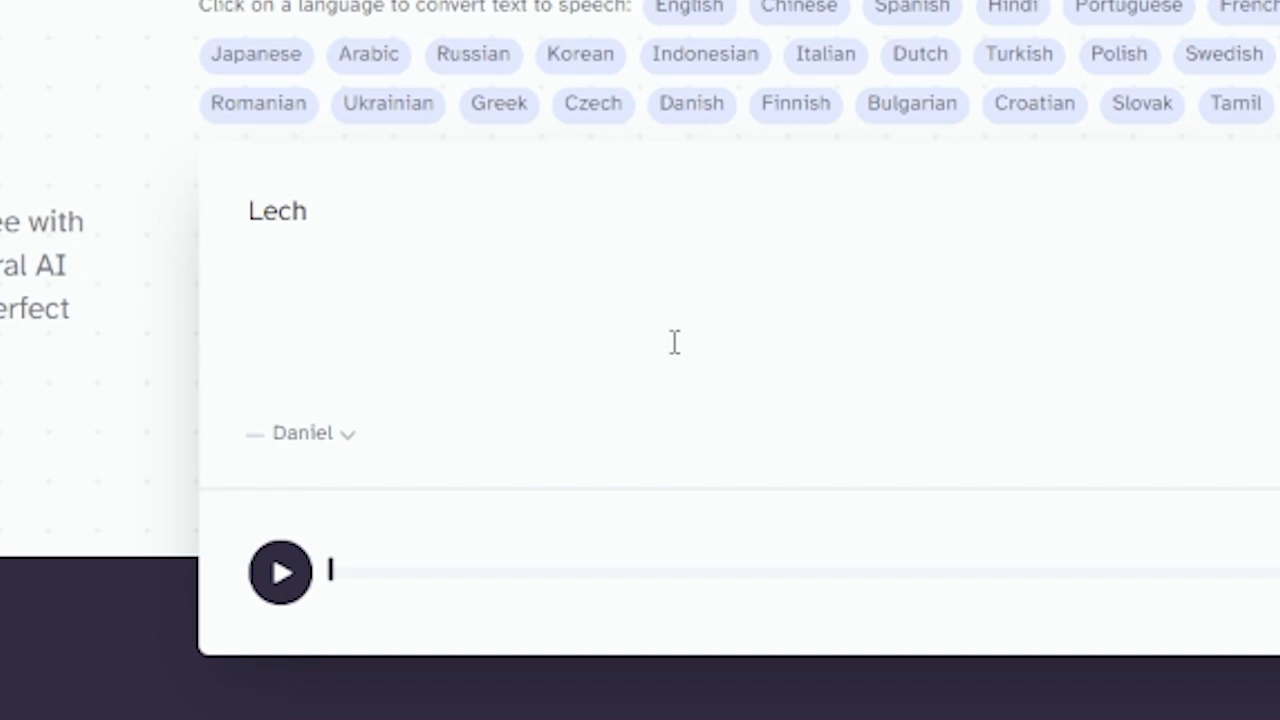 Click on a language to convert text to speech: English Chinese Spanish Hindi Portuguese French
Japanese Arabic Russian Korean Indonesian Italian Dutch Turkish Polish Swedish
Romanian Ukrainian Greek Czech Danish Finnish Bulgarian Croatian Slovak Tamil
Lech
ee with
ral AI
erfect
— Daniel